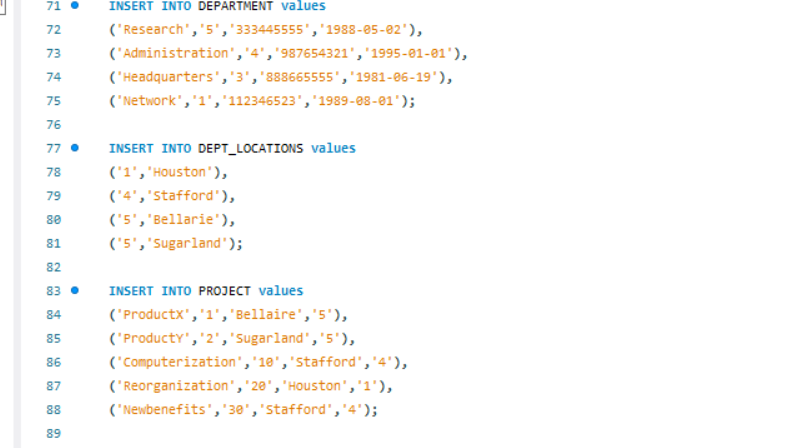 71 INSERT INTO DEPARTMENT values
72 ('Research','5','333445555','1988-05-02'),
73 ('Administration','4','987654321','1995-01-01'),
74 ('Headquarters','3','888665555','1981-06-19'),
75 ('Network','1','112346523','1989-08-01');
76
77 INSERT INTO DEPT_LOCATIONS values
78 ('1','Houston'),
79 ('4','Stafford'),
80 ('5','Bellarie'),
81 ('5','Sugarland');
82
83 INSERT INTO PROJECT values
84 ('ProductX','1','Bellaire','5'),
85 ('ProductY','2','Sugarland','5'),
86 ('Computerization','10','Stafford','4'),
87 ('Reorganization','20','Houston','1'),
88 ('Newbenefits','30','Stafford','4');
89